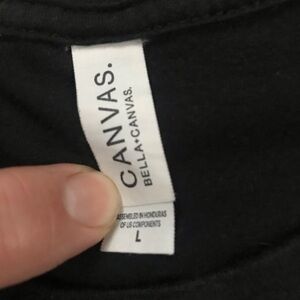 CANVAS.
BELLA+CANVAS.
ASSEMBLED IN HONDURAS
OF US COMPONENTS
L